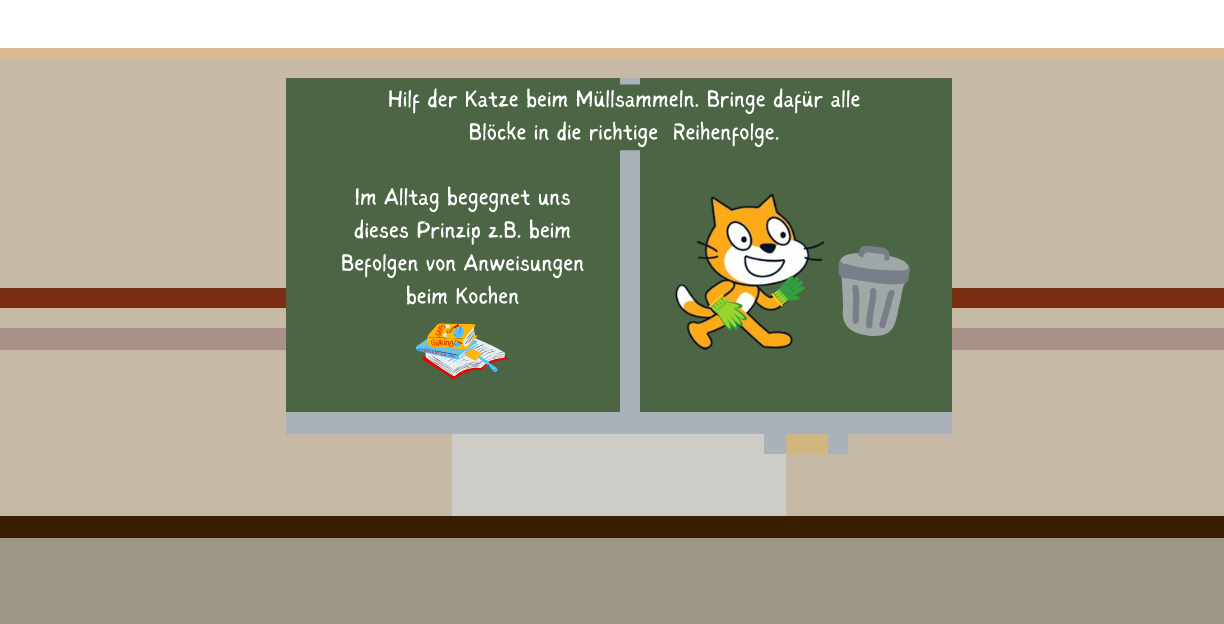 Hilf der Katze beim Müllsammeln. Bringe dafür alle
Blöcke in die richtige Reihenfolge.
Im Alltag begegnet uns
dieses Prinzip z.B. beim
Befolgen von Anweisungen
beim Kochen